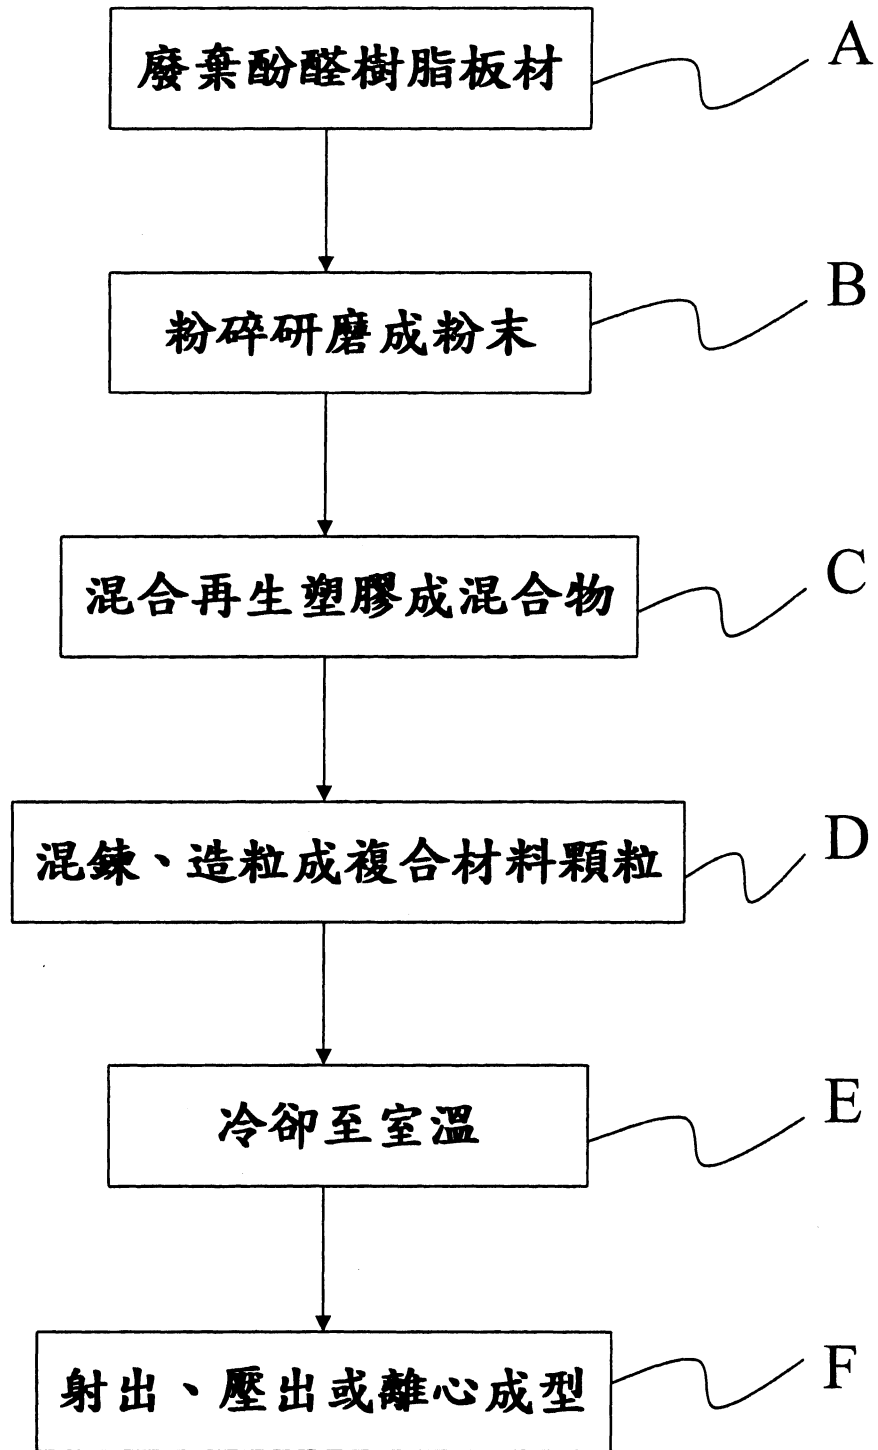 廢棄酚醛樹脂板材
A
粉碎研磨成粉末
B
混合再生塑膠成混合物
C
混鍊、造粒成複合材料顆粒
D
冷卻至室溫
E
射出、壓出或離心成型
F